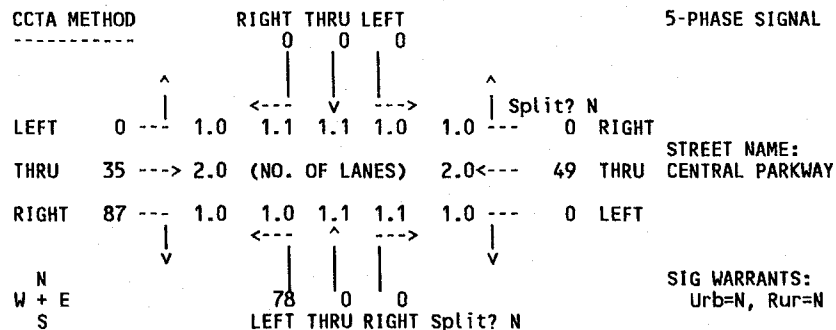 CCTA METHOD RIGHT THRU LEFT 5-PHASE SIGNAL
----------- 0 0 0
^ ^
<--- v ---> Split? N
LEFT 0 --- 1.0 1.1 1.1 1.0 1.0 --- 0 RIGHT
STREET NAME:
THRU 35 ---> 2.0 (NO. OF LANES) 2.0<--- 49 THRU CENTRAL PARKWAY
RIGHT 87 --- 1.0 1.0 1.1 1.1 1.0 --- 0 LEFT
<--- ^ --->
v v
N SIG WARRANTS:
W + E 78 0 0 Urb=N, Rur=N
S LEFT THRU RIGHT Split? N